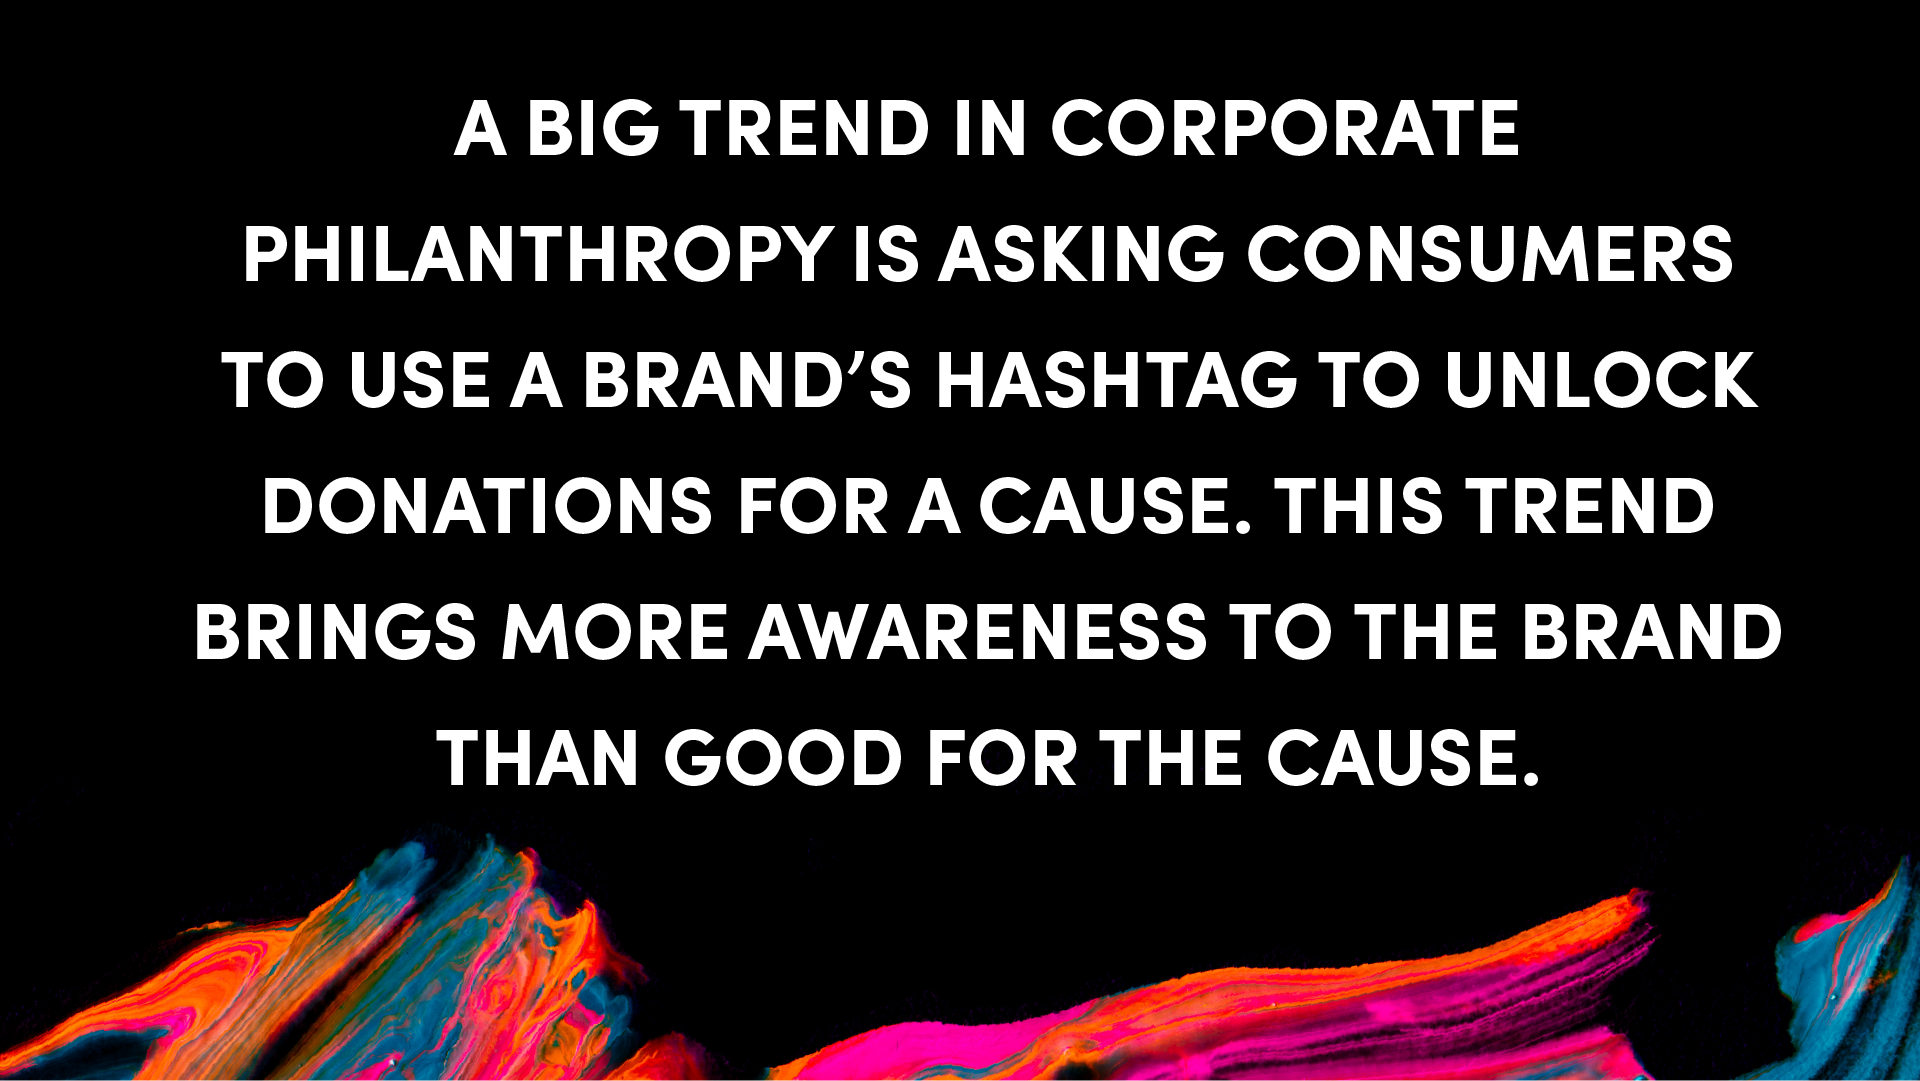 A BIG TREND IN CORPORATE
PHILANTHROPY IS ASKING CONSUMERS
TO USE A BRAND’S HASHTAG TO UNLOCK
DONATIONS FOR A CAUSE. THIS TREND
BRINGS MORE AWARENESS TO THE BRAND
THAN GOOD FOR THE CAUSE.